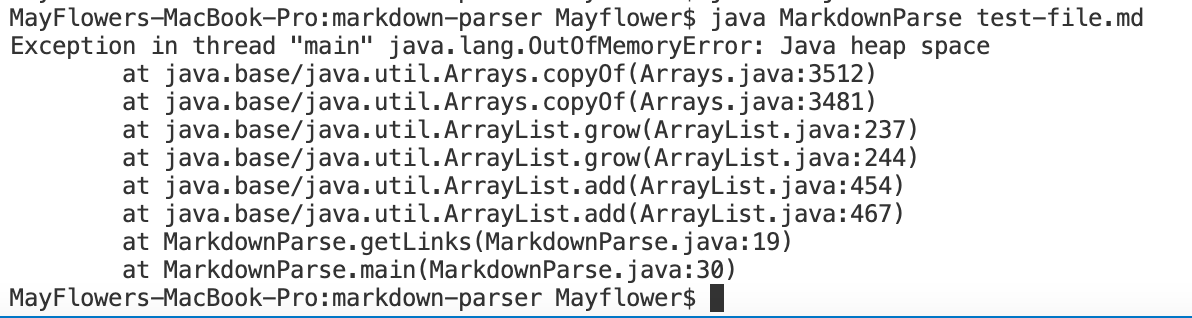 MayFlowers-MacBook-Pro:markdown-parser Mayflower$ java MarkdownParse test-file.md
Exception in thread "main" java.lang.OutOfMemoryError: Java heap space
        at java.base/java.util.Arrays.copyOf(Arrays.java:3512)
        at java.base/java.util.Arrays.copyOf(Arrays.java:3481)
        at java.base/java.util.ArrayList.grow(ArrayList.java:237)
        at java.base/java.util.ArrayList.grow(ArrayList.java:244)
        at java.base/java.util.ArrayList.add(ArrayList.java:454)
        at java.base/java.util.ArrayList.add(ArrayList.java:467)
        at MarkdownParse.getLinks(MarkdownParse.java:19)
        at MarkdownParse.main(MarkdownParse.java:30)
MayFlowers-MacBook-Pro:markdown-parser Mayflower$